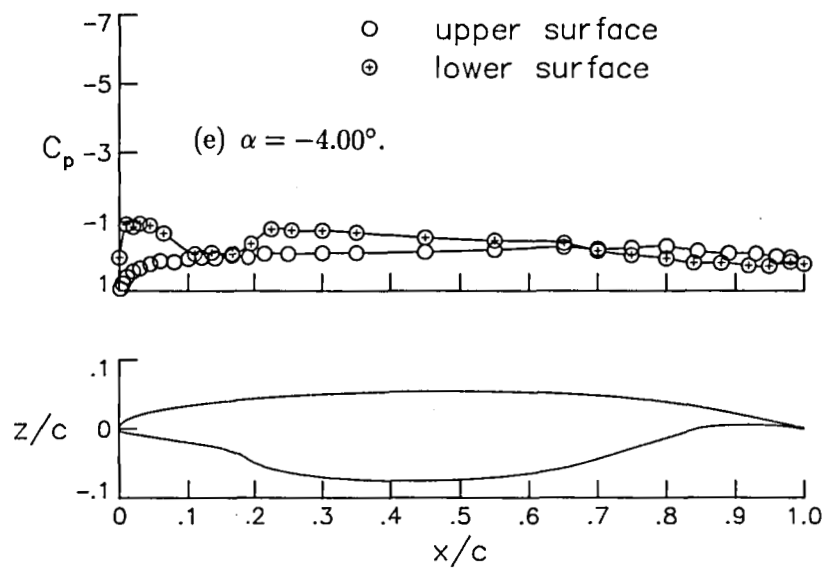 -7
upper surface
lower surface
-5
(e) α = −4.00°.
Cp -3
-1
1
.1
z/c 0
-.1
0 .1 .2 .3 .4 .5 .6 .7 .8 .9 1.0
x/c